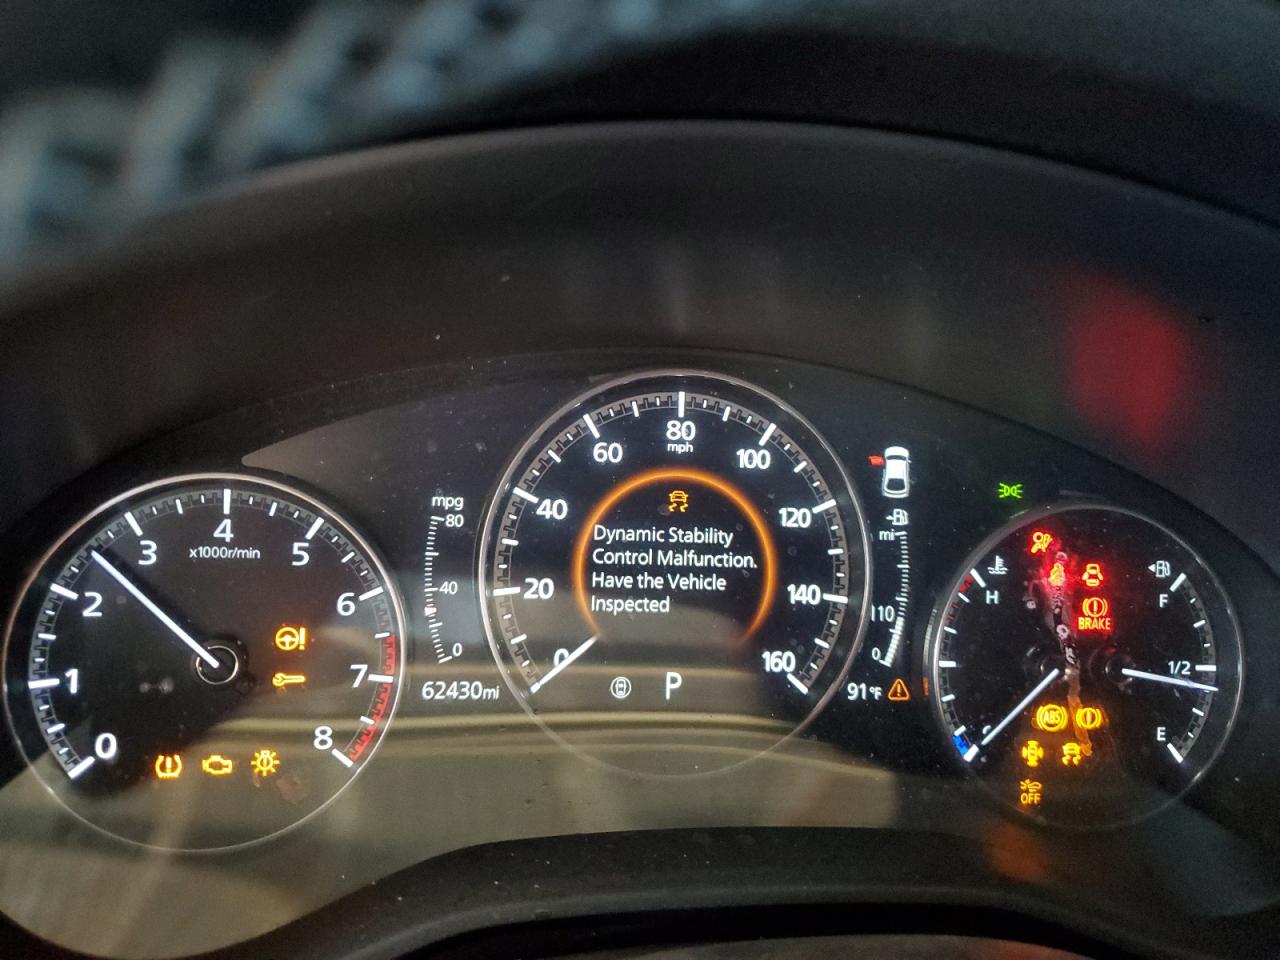 0
1
2
3
4
5
6
7
8
x1000r/min
mpg
80
40
0
62430mi
0
20
40
60
80
mph
100
120
140
160
Dynamic Stability
Control Malfunction.
Have the Vehicle
Inspected
P
mi
110
0
91°F
H
C
F
1/2
E
BRAKE
ABS
OFF